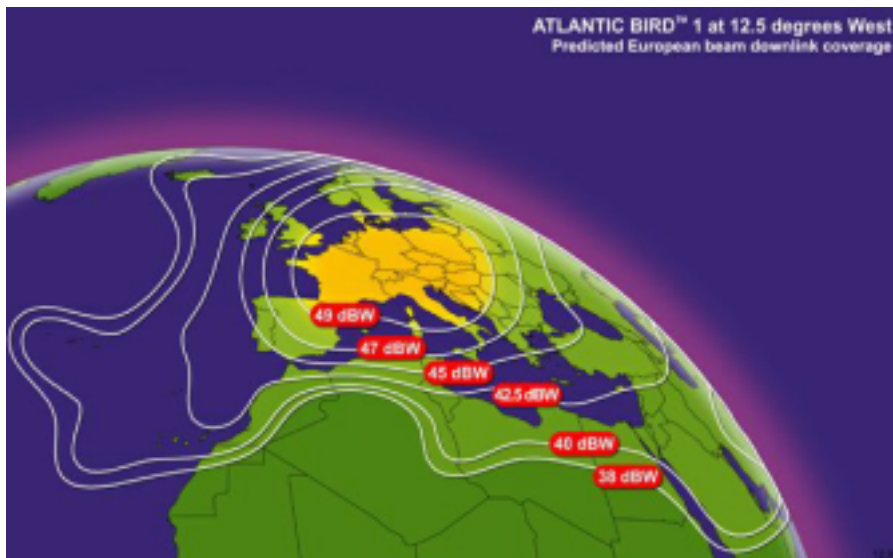 ATLANTIC BIRD™ 1 at 12.5 degrees West
Predicted European beam downlink coverage
49 dBW
47 dBW
45 dBW
42.5 dBW
40 dBW
38 dBW